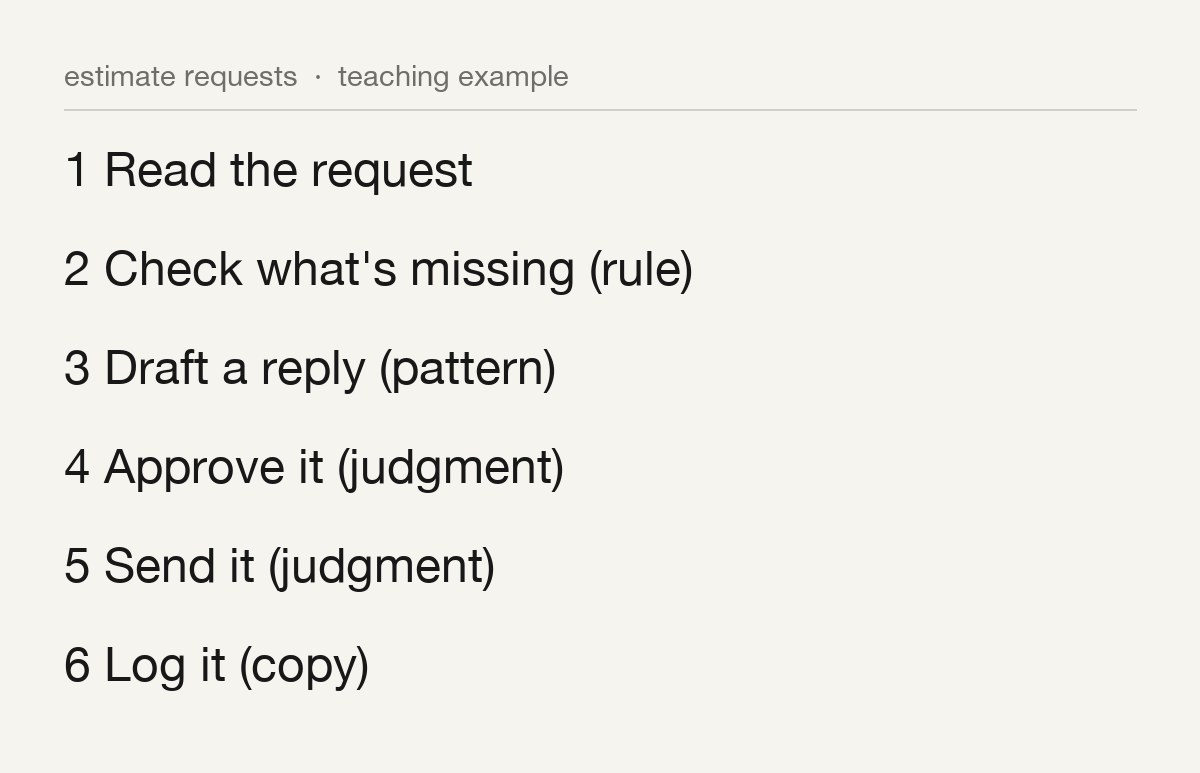 estimate requests · teaching example
1 Read the request
2 Check what's missing (rule)
3 Draft a reply (pattern)
4 Approve it (judgment)
5 Send it (judgment)
6 Log it (copy)